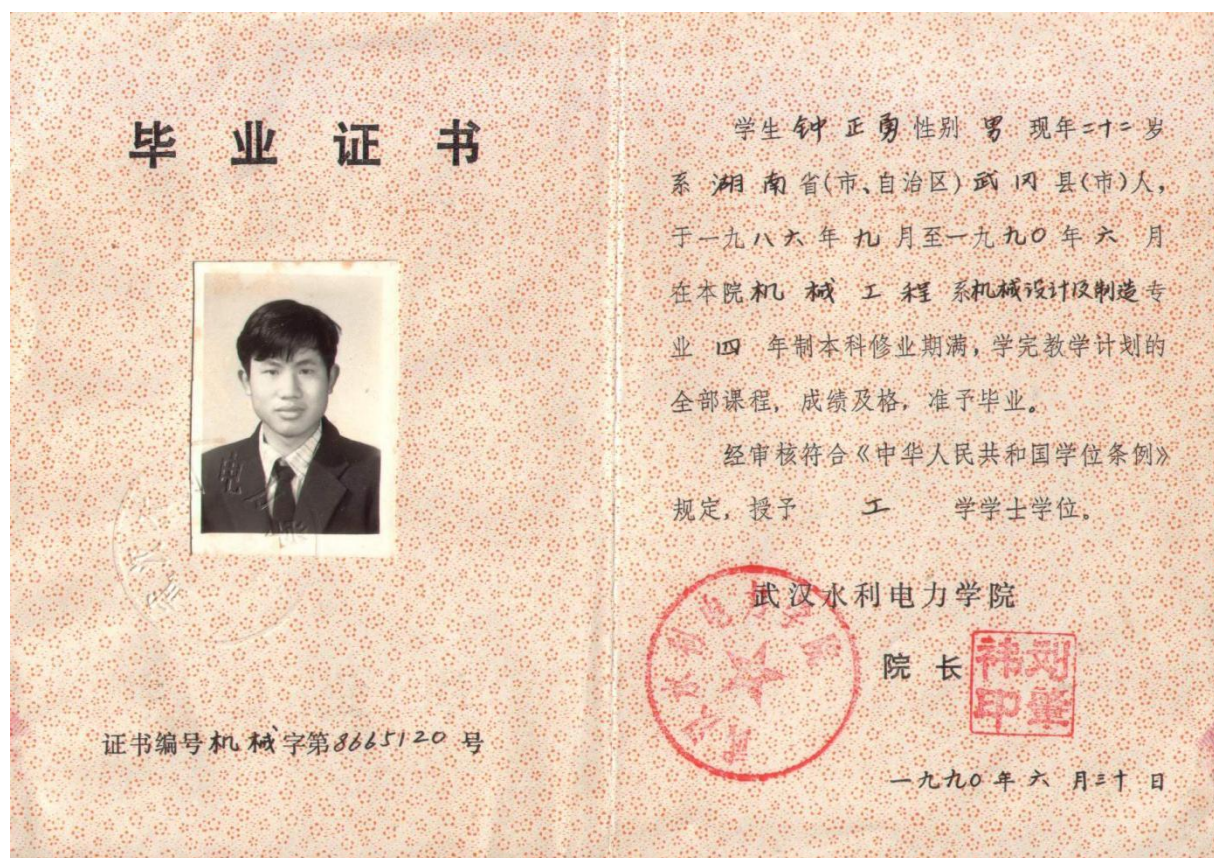 毕业证书
证书编号机械字第8665120号
学生钟正勇性别男现年二十二岁
系湖南省(市、自治区)武冈县(市)人，
于一九八六年九月至一九九〇年六月
在本院机械工程系机械设计及制造专
业四年制本科修业期满，学完教学计划的
全部课程，成绩及格，准予毕业。
经审核符合《中华人民共和国学位条例》
规定，授予工学学士学位。
武汉水利电力学院
院长
一九九〇年六月三十日
武汉水利电力学院